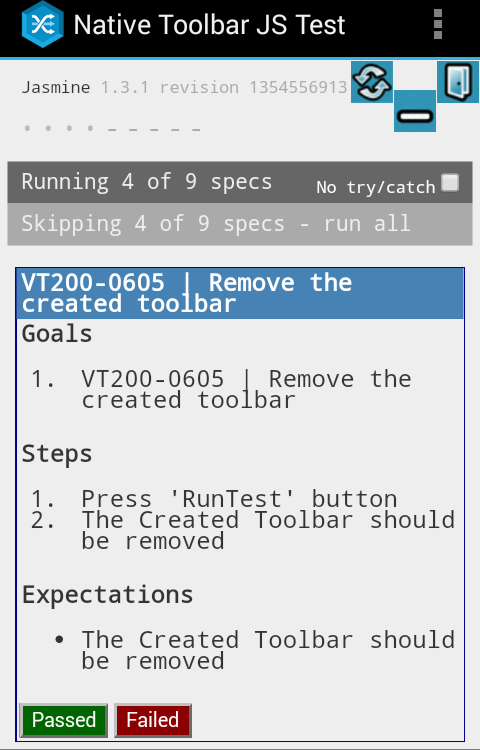 Native Toolbar JS Test
Jasmine 1.3.1 revision 1354556913
Running 4 of 9 specs
No try/catch
Skipping 4 of 9 specs - run all
VT200-0605 | Remove the
created toolbar
Goals
1. VT200-0605 | Remove the
created toolbar
Steps
1. Press 'RunTest' button
2. The Created Toolbar should
be removed
Expectations
• The Created Toolbar should
be removed
Passed Failed